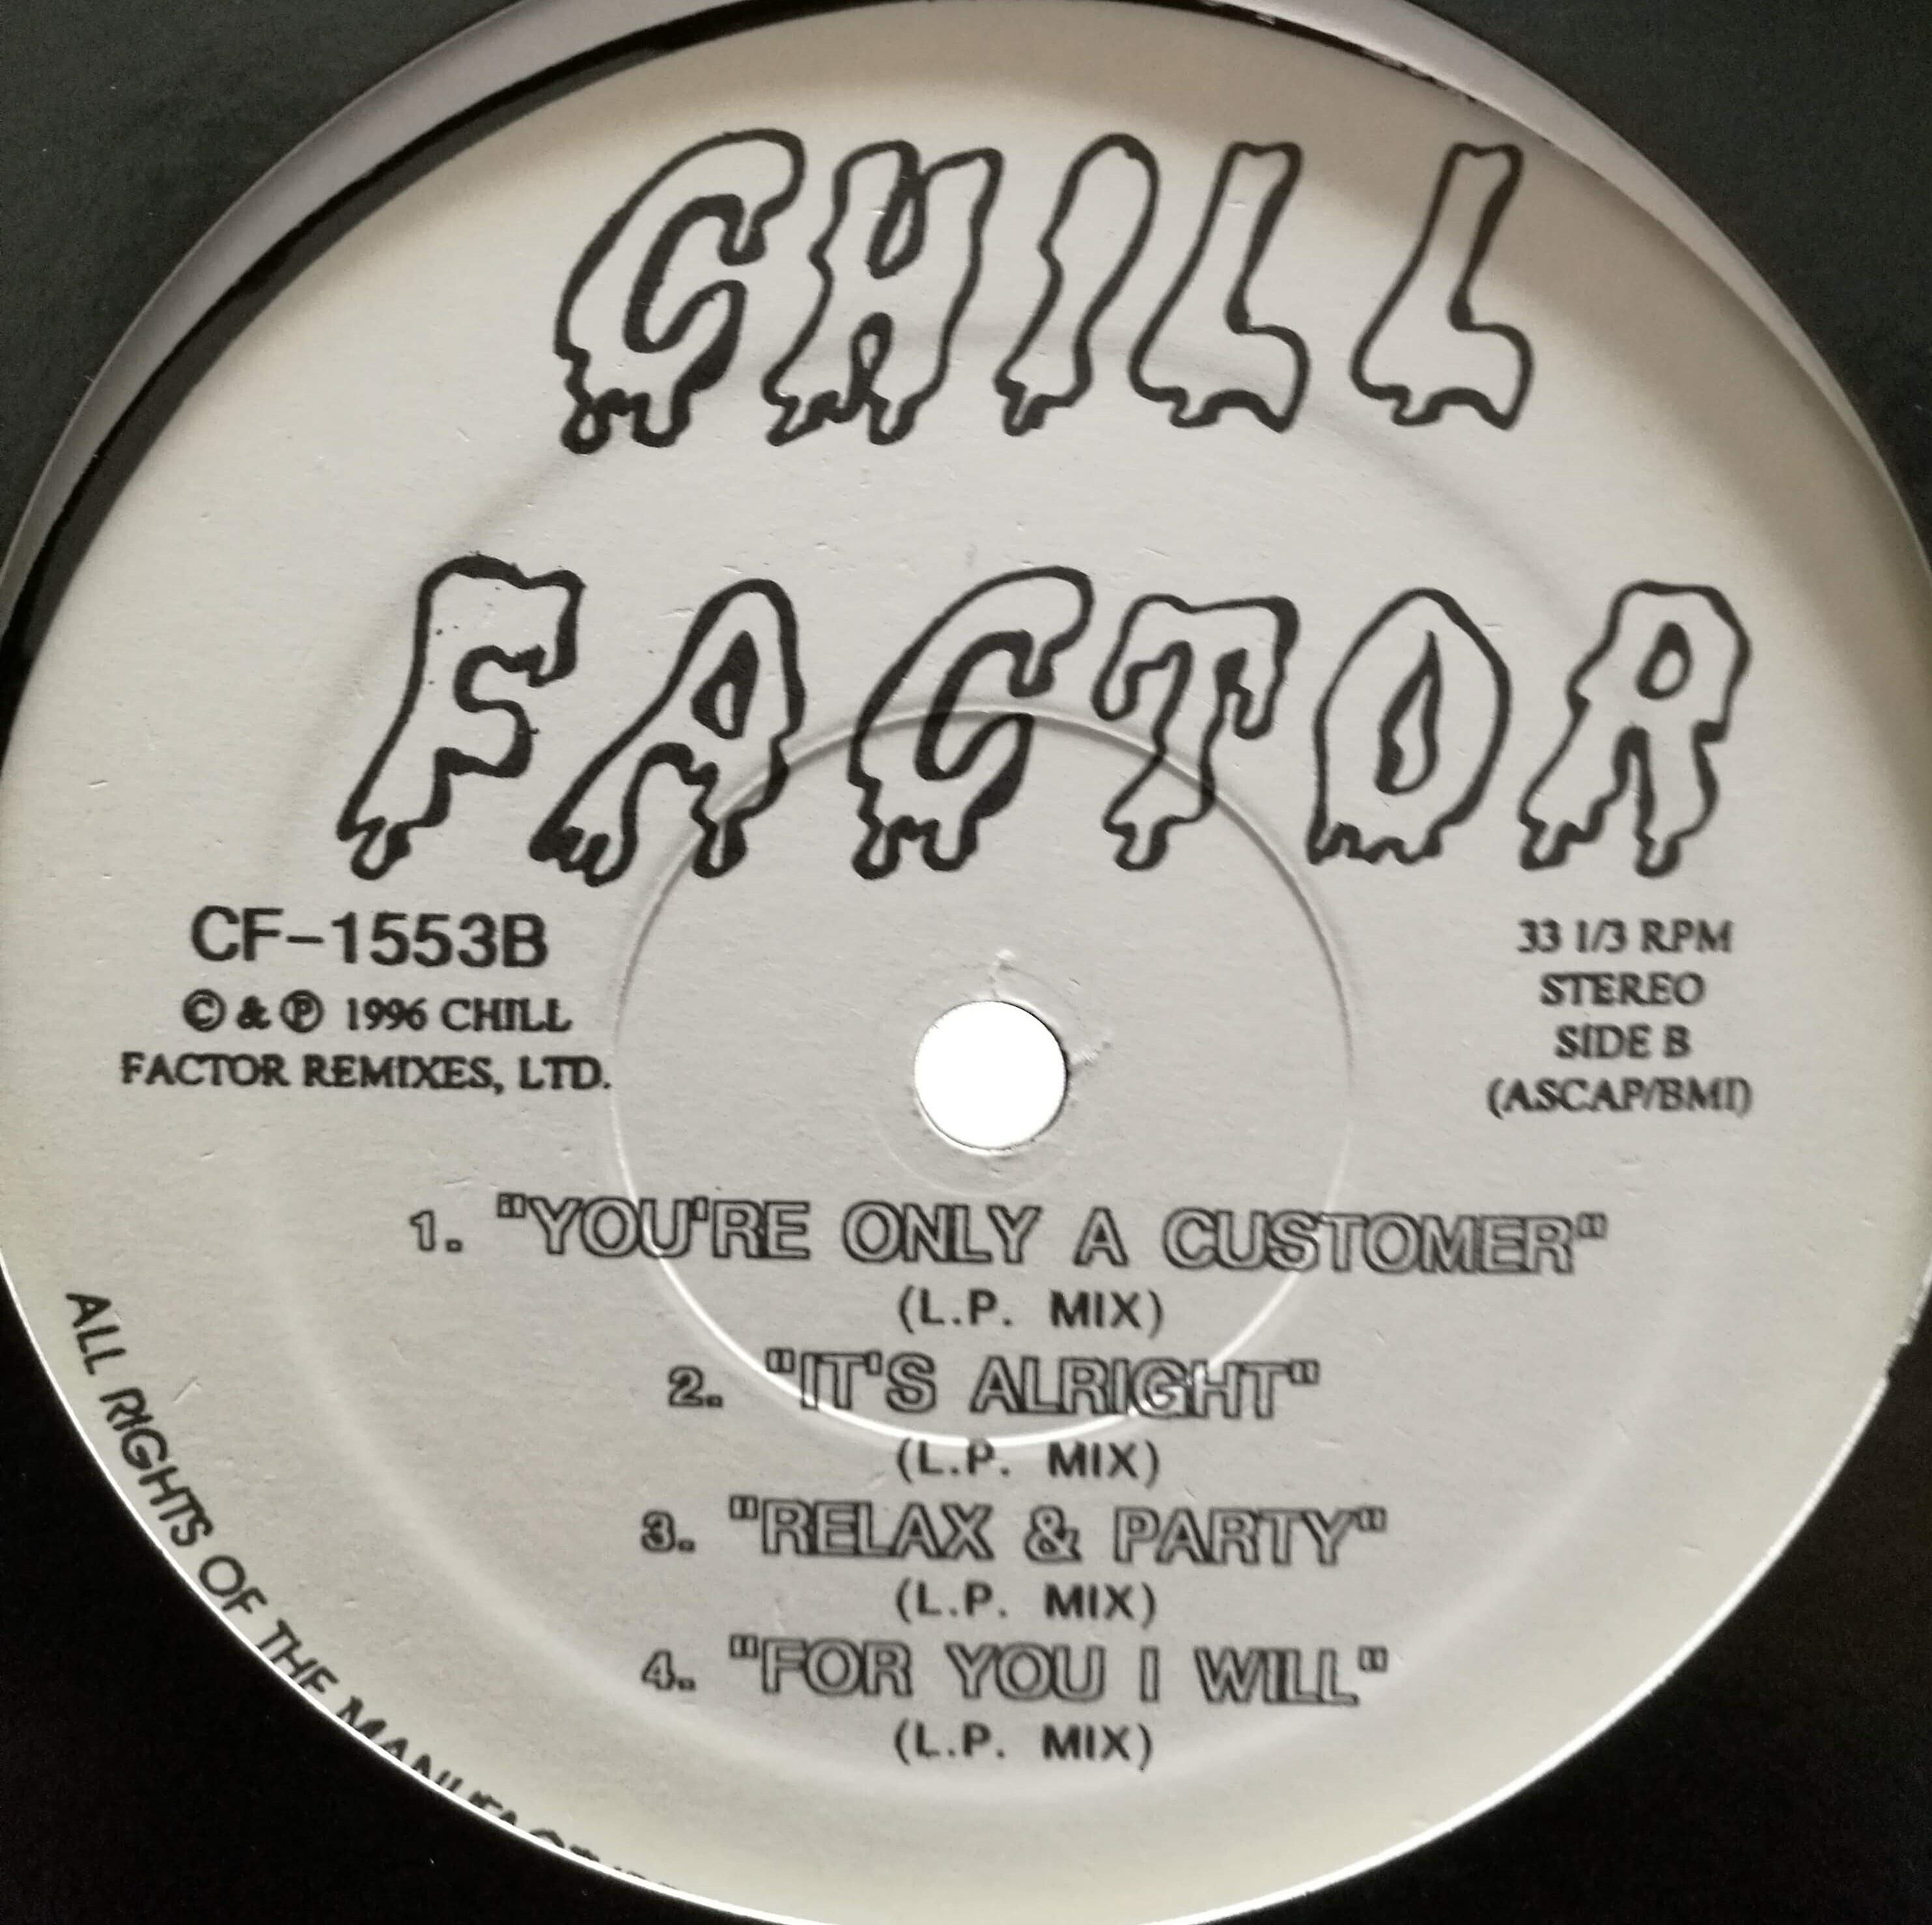 CHILL
FACTOR
CF-1553B
© & ℗ 1996 CHILL
FACTOR REMIXES, LTD.
33 1/3 RPM
STEREO
SIDE B
(ASCAP/BMI)
1. "YOU'RE ONLY A CUSTOMER"
(L.P. MIX)
2. "IT'S ALRIGHT"
(L.P. MIX)
3. "RELAX & PARTY"
(L.P. MIX)
4. "FOR YOU I WILL"
(L.P. MIX)
ALL RIGHTS OF THE